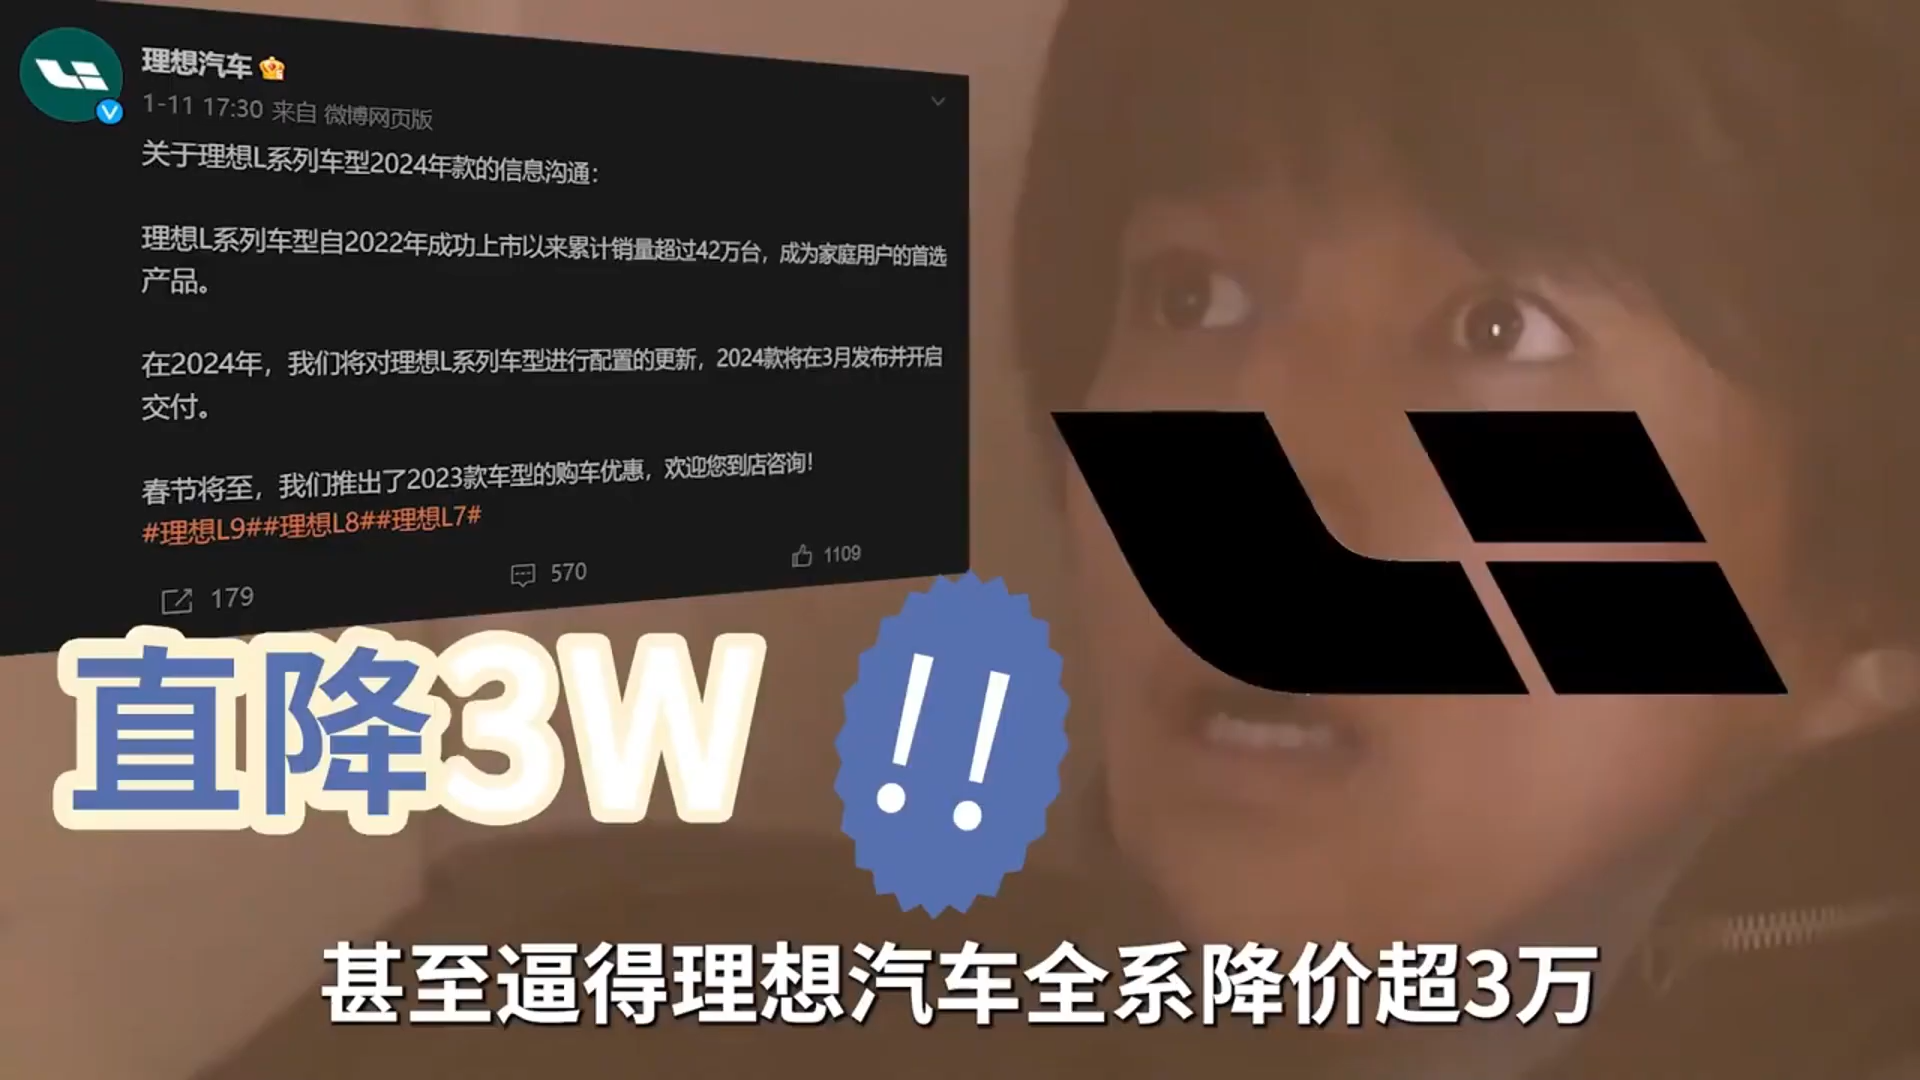 理想汽车
1-11 17:30 来自 微博网页版
关于理想L系列车型2024年款的信息沟通：
理想L系列车型自2022年成功上市以来累计销量超过42万台，成为家庭用户的首选
产品。
在2024年，我们将对理想L系列车型进行配置的更新，2024款将在3月发布并开启
交付。
春节将至，我们推出了2023款车型的购车优惠，欢迎您到店咨询！
#理想L9##理想L8##理想L7#
179 570 1109
直降3W !!
甚至逼得理想汽车全系降价超3万